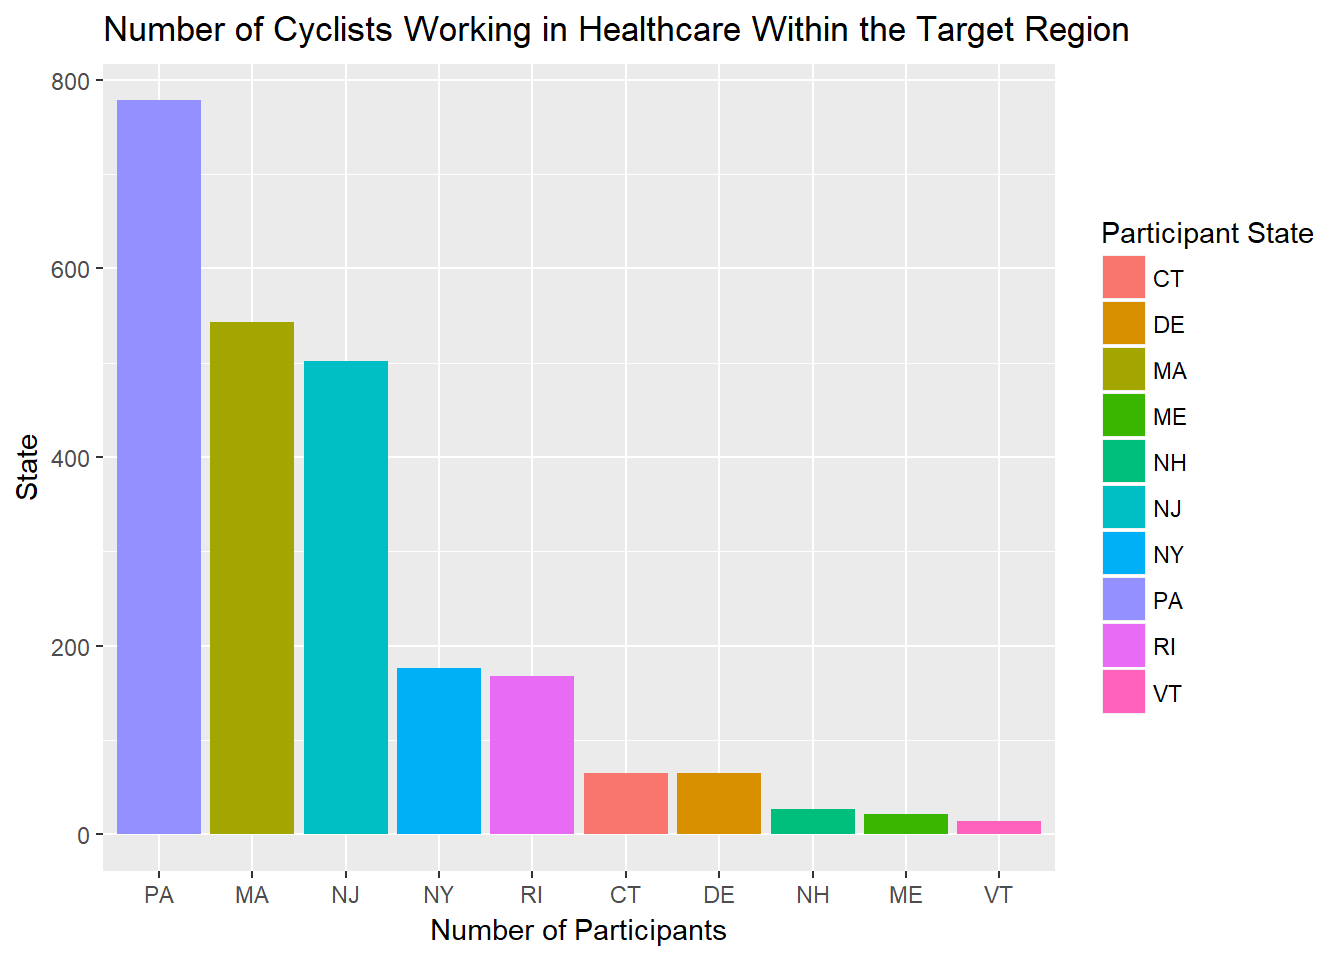 Number of Cyclists Working in Healthcare Within the Target Region
800
600
400
200
0
State
PA MA NJ NY RI CT DE NH ME VT
Number of Participants
Participant State
CT
DE
MA
ME
NH
NJ
NY
PA
RI
VT